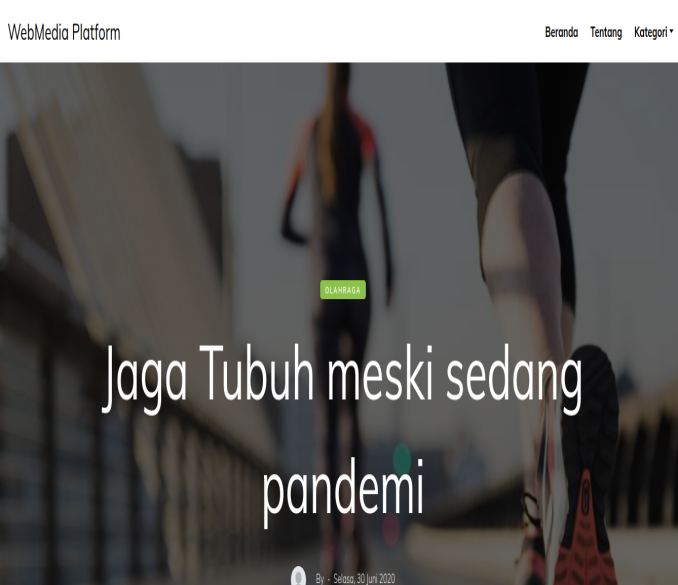 WebMedia Platform
Beranda Tentang Kategori
OLAHRAGA
Jaga Tubuh meski sedang
pandemi
By - Selasa, 30 Juni 2020